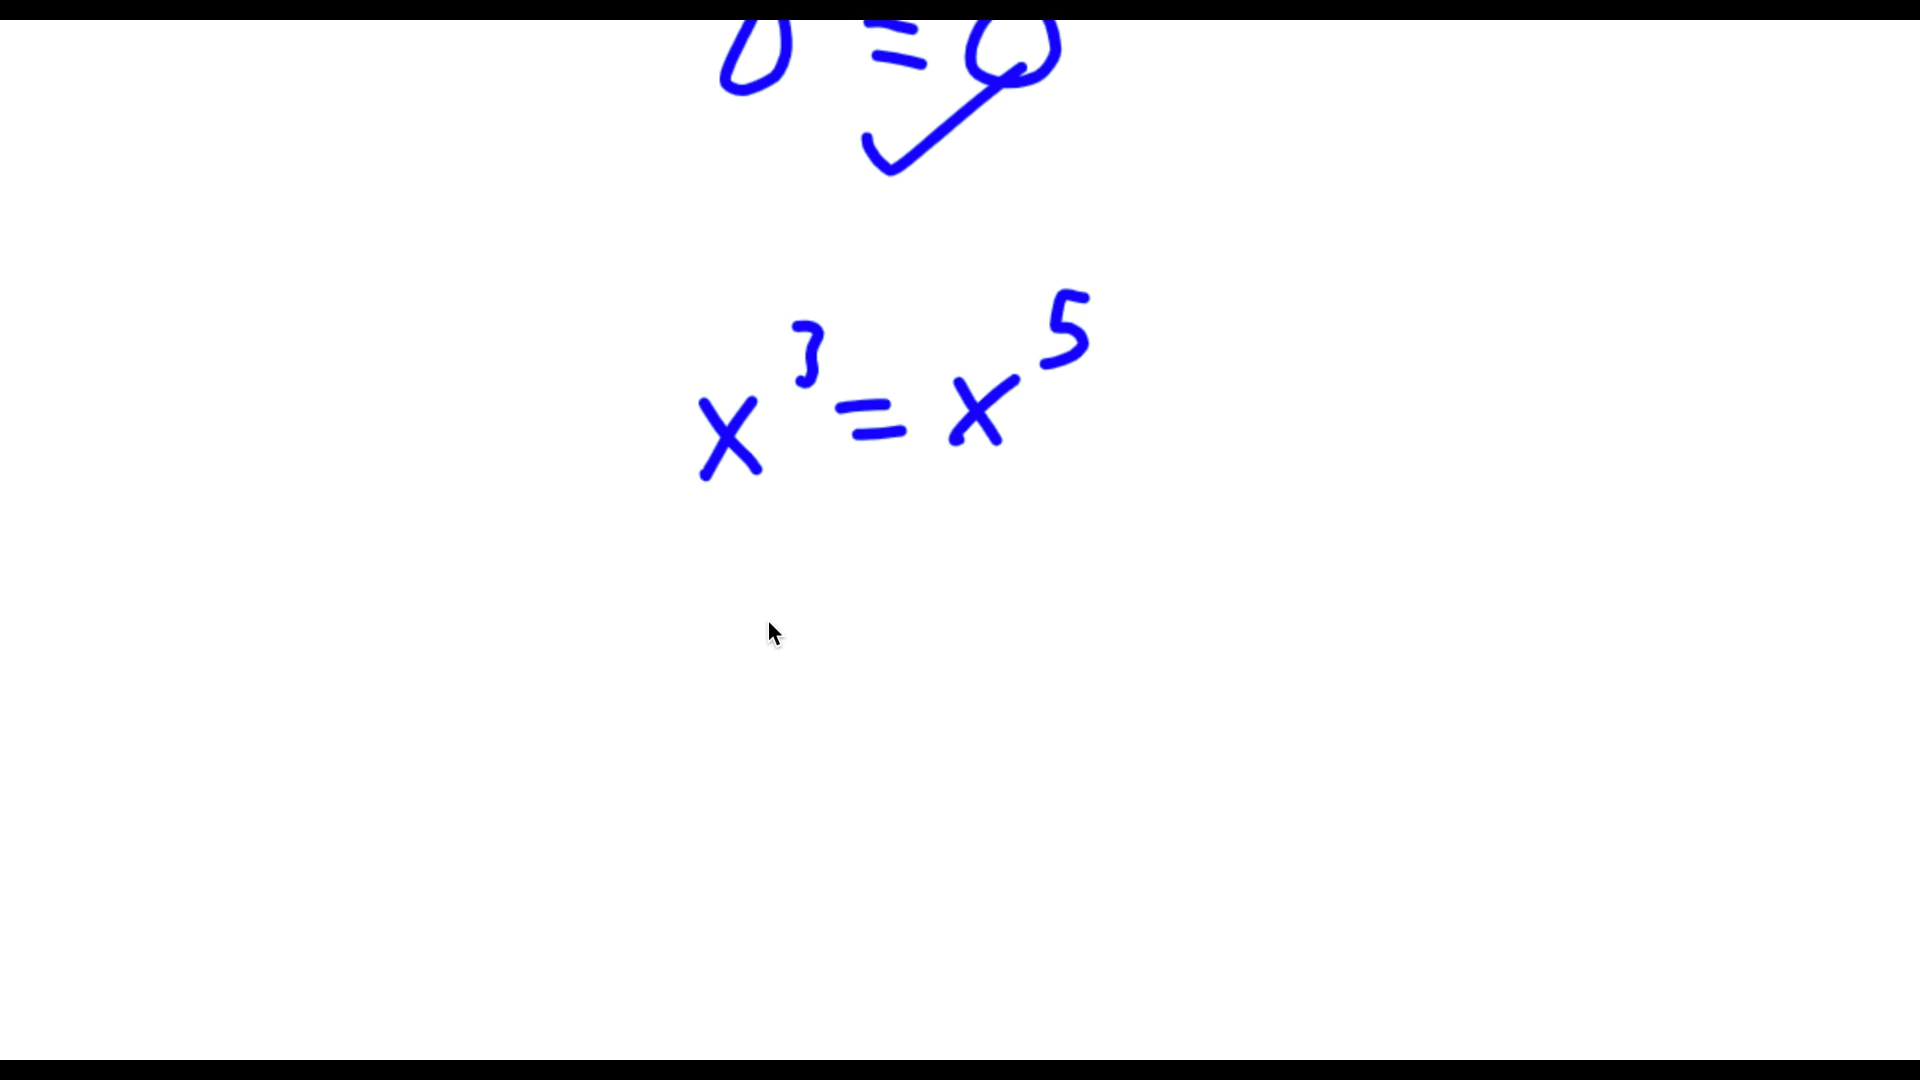 0 = 0
✓
x³ = x⁵